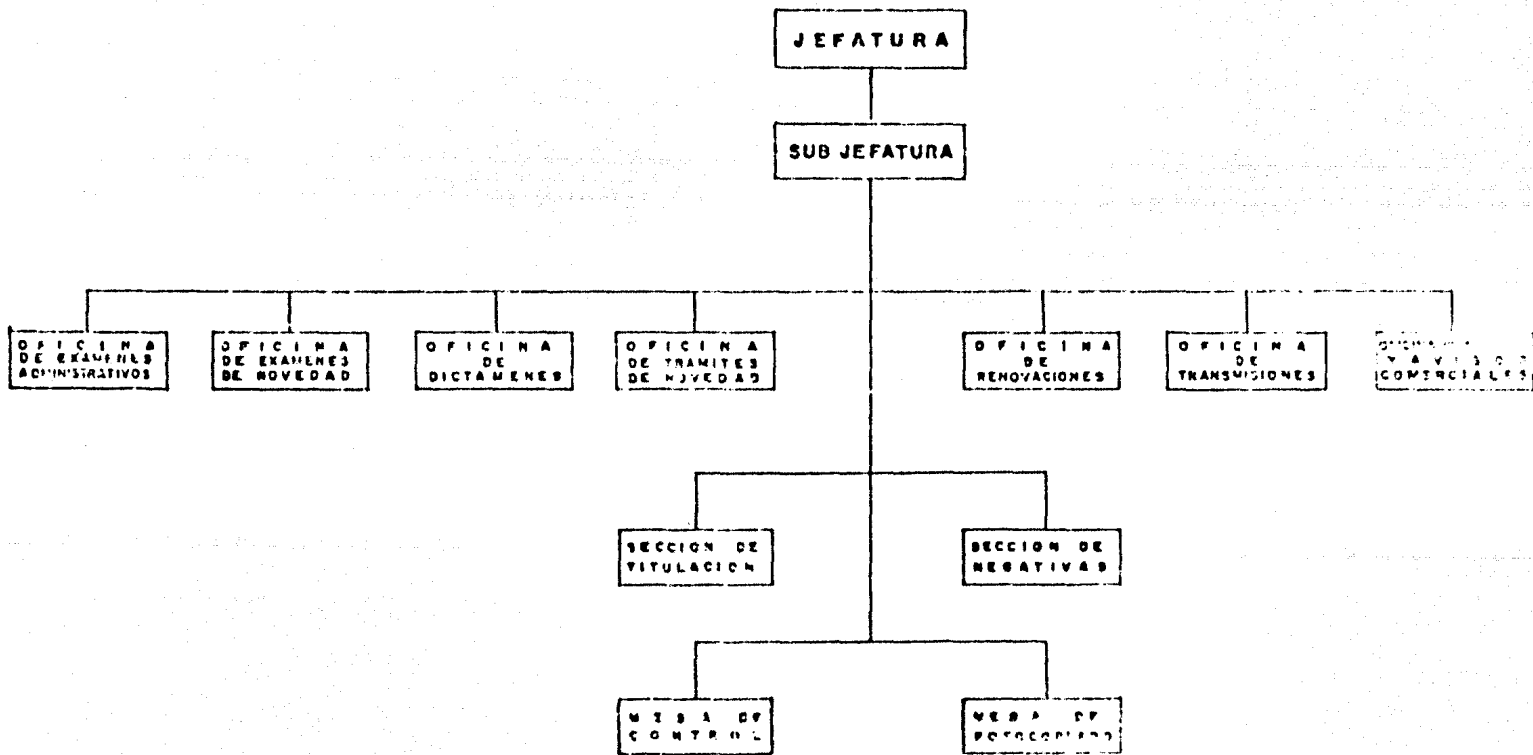 JEFATURA
SUB JEFATURA
OFICINA
DE EXAMENES
ADMINISTRATIVOS
OFICINA
DE EXAMENES
DE NOVEDAD
OFICINA
DE
DICTAMENES
OFICINA
DE TRAMITES
DE NOVEDAD
OFICINA
DE
RENOVACIONES
OFICINA
DE
TRANSMISIONES
Y AVISOS
COMERCIALES
SECCION DE
TITULACION
SECCION DE
NEGATIVAS
MESA DE
CONTROL
MESA DE
FOTOCOPIADO